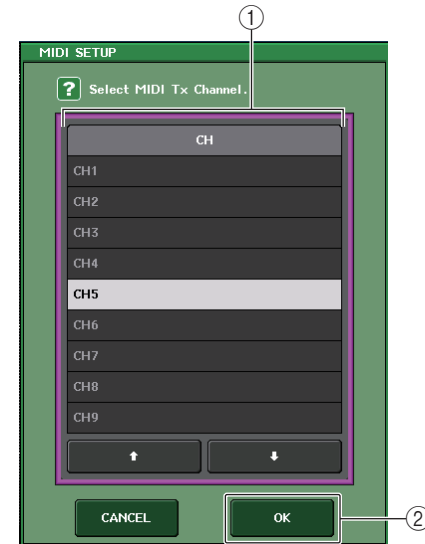 ①
MIDI SETUP
? Select MIDI Tx Channel.
CH
CH1
CH2
CH3
CH4
CH5
CH6
CH7
CH8
CH9
CANCEL
OK
②